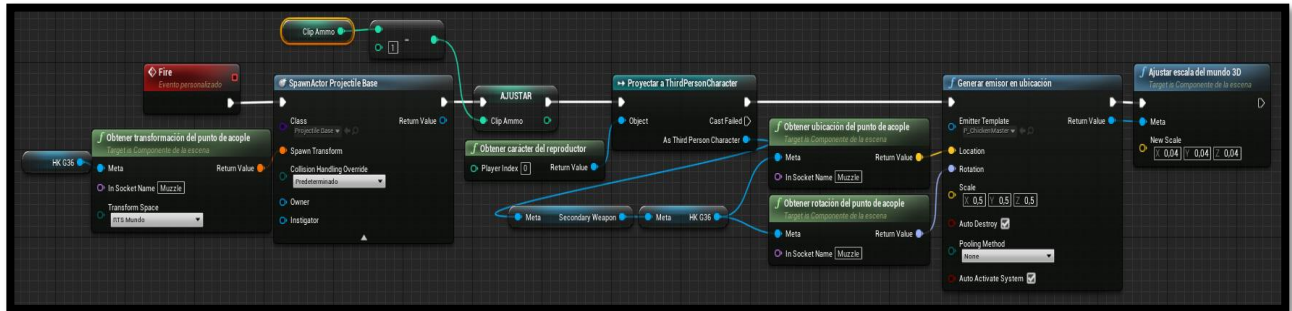 Clip Ammo
1
-
Fire
Evento personalizado
HK G36
Obtener transformación del punto de acople
Target is Componente de la escena
Meta
Return Value
In Socket Name Muzzle
Transform Space
RTS Mundo
SpawnActor Projectile Base
Class
Return Value
Projectile Base
Spawn Transform
Collision Handling Override
Predeterminado
Owner
Instigator
AJUSTAR
Clip Ammo
Obtener carácter del reproductor
Player Index 0
Return Value
Proyectar a ThirdPersonCharacter
Object
Cast Failed
As Third Person Character
Meta
Secondary Weapon
Meta
HK G36
Obtener ubicación del punto de acople
Target is Componente de la escena
Meta
Return Value
In Socket Name Muzzle
Obtener rotación del punto de acople
Target is Componente de la escena
Meta
Return Value
In Socket Name Muzzle
Generar emisor en ubicación
Emitter Template
Return Value
P_ChickenMaster
Location
Rotation
Scale
X 0,5 Y 0,5 Z 0,5
Auto Destroy
Pooling Method
None
Auto Activate System
Ajustar escala del mundo 3D
Target is Componente de la escena
Meta
New Scale
X 0,04 Y 0,04 Z 0,04